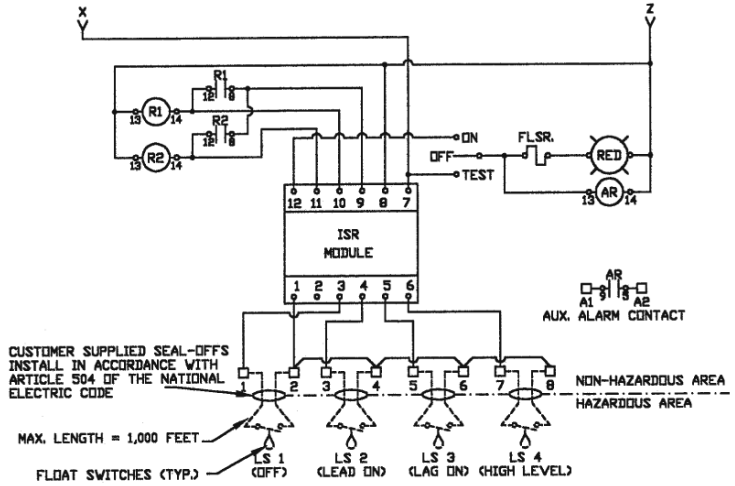 X
Z
R1
12 8
R1
13 14
R2
12 8
R2
13 14
ON
OFF
TEST
FLSR.
RED
AR
13 14
12 11 10 9 8 7
ISR
MODULE
1 2 3 4 5 6
AR
A1 9 5 A2
AUX. ALARM CONTACT
CUSTOMER SUPPLIED SEAL-OFFS
INSTALL IN ACCORDANCE WITH
ARTICLE 504 OF THE NATIONAL
ELECTRIC CODE
1 2 3 4 5 6 7 8
NON-HAZARDOUS AREA
HAZARDOUS AREA
MAX. LENGTH = 1,000 FEET
FLOAT SWITCHES (TYP.)
LS 1
(OFF)
LS 2
(LEAD ON)
LS 3
(LAG ON)
LS 4
(HIGH LEVEL)